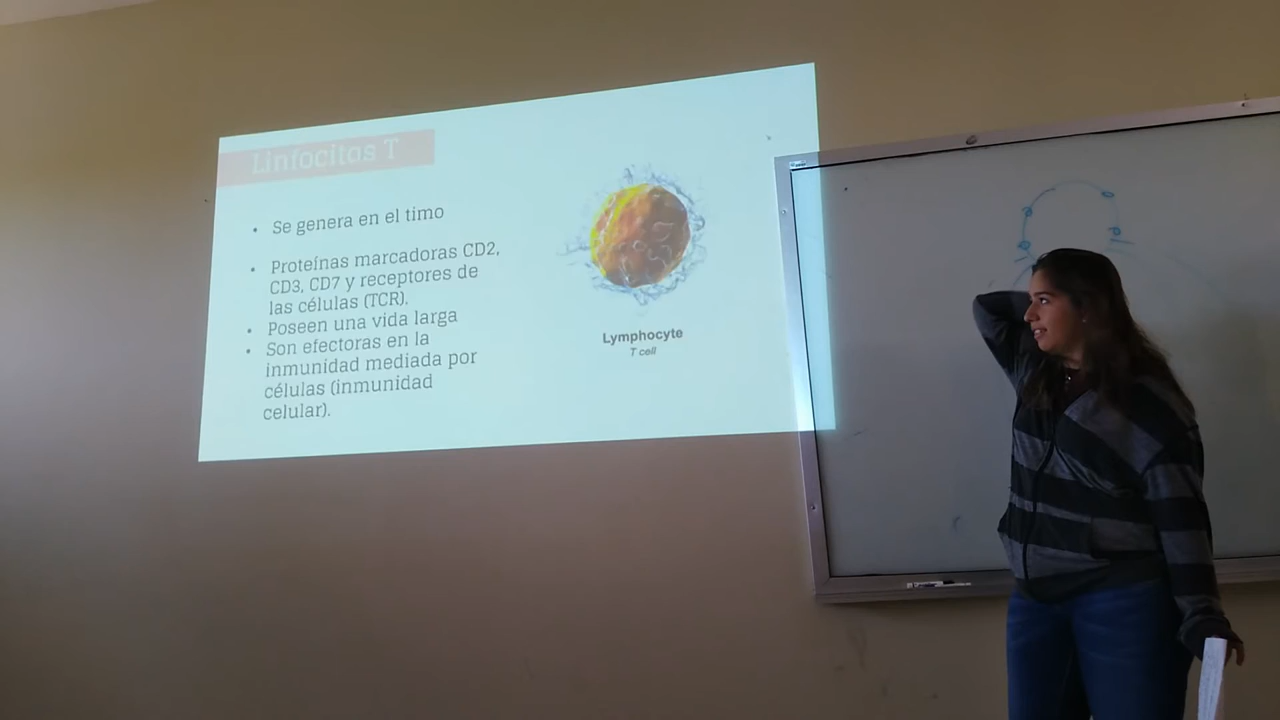 Linfocitas T
• Se genera en el timo
• Proteínas marcadoras CD2,
CD3, CD7 y receptores de
las células (TCR).
• Poseen una vida larga
• Son efectoras en la
inmunidad mediada por
células (inmunidad
celular).
Lymphocyte
T cell